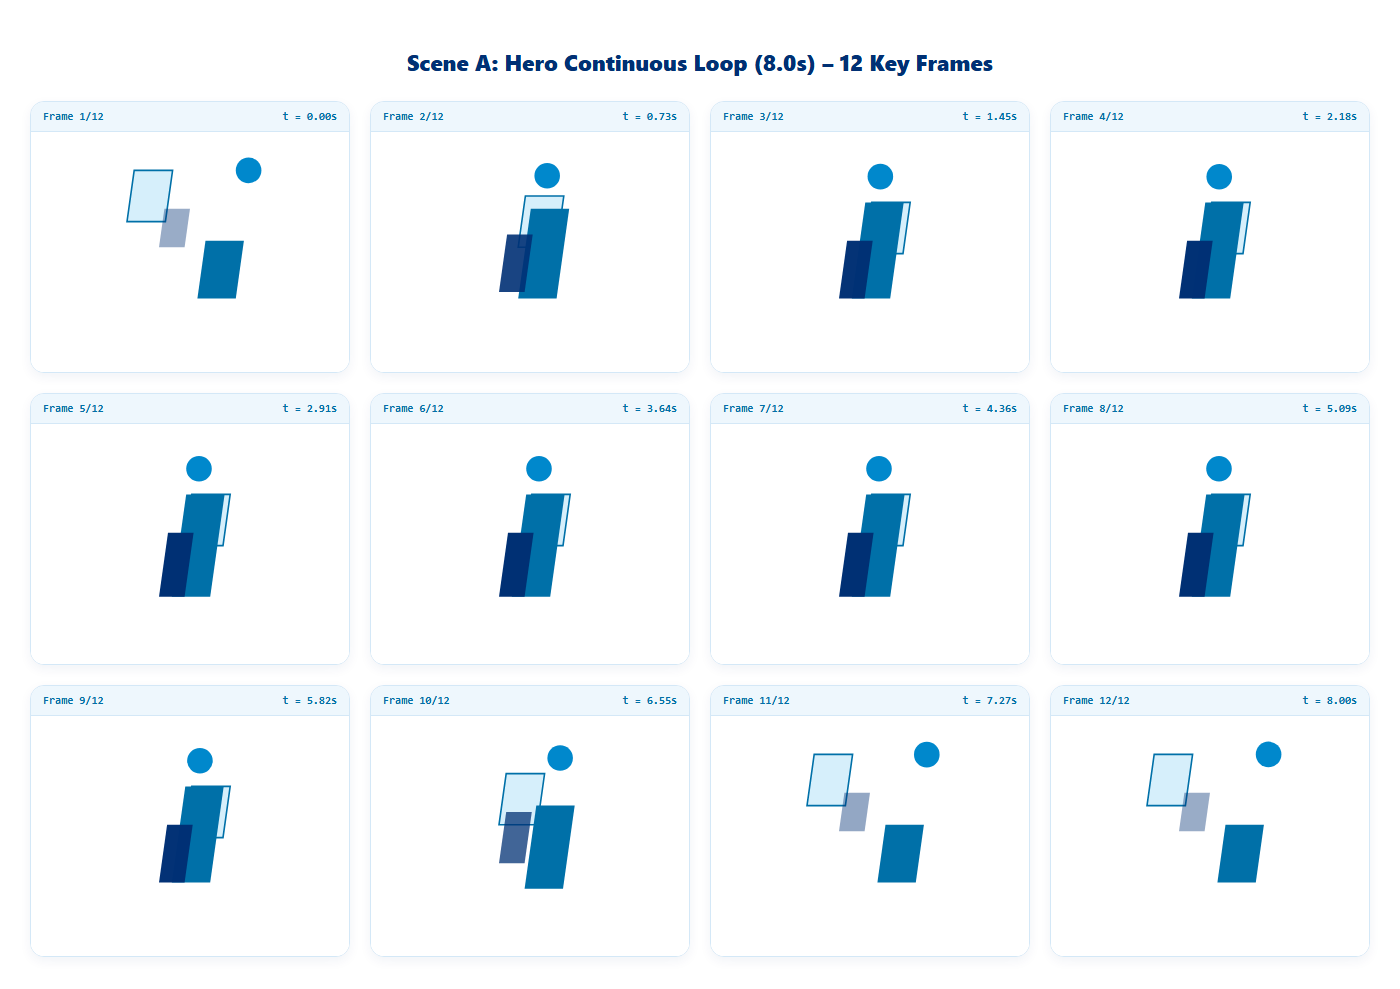 Scene A: Hero Continuous Loop (8.0s) – 12 Key Frames
Frame 1/12 t = 0.00s
Frame 2/12 t = 0.73s
Frame 3/12 t = 1.45s
Frame 4/12 t = 2.18s
Frame 5/12 t = 2.91s
Frame 6/12 t = 3.64s
Frame 7/12 t = 4.36s
Frame 8/12 t = 5.09s
Frame 9/12 t = 5.82s
Frame 10/12 t = 6.55s
Frame 11/12 t = 7.27s
Frame 12/12 t = 8.00s